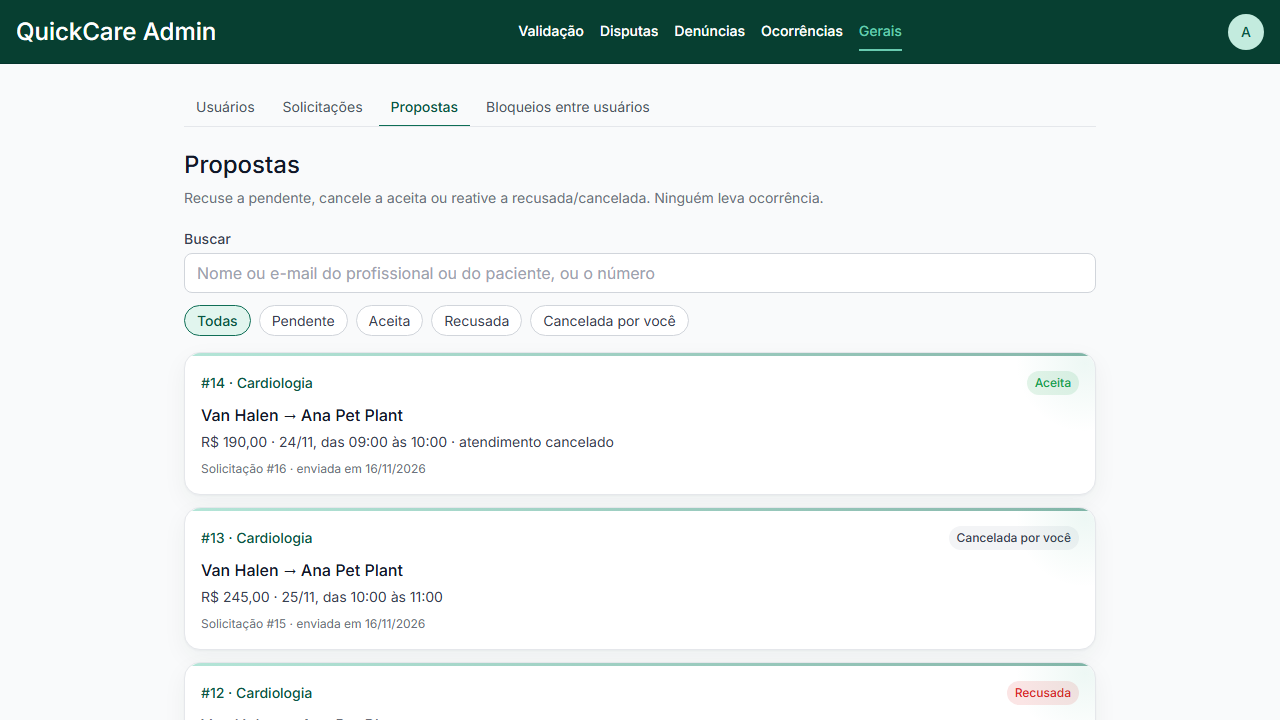 QuickCare Admin
Validação Disputas Denúncias Ocorrências Gerais
A
Usuários Solicitações Propostas Bloqueios entre usuários
Propostas
Recuse a pendente, cancele a aceita ou reative a recusada/cancelada. Ninguém leva ocorrência.
Buscar
Nome ou e-mail do profissional ou do paciente, ou o número
Todas Pendente Aceita Recusada Cancelada por você
#14 · Cardiologia
Aceita
Van Halen → Ana Pet Plant
R$ 190,00 · 24/11, das 09:00 às 10:00 · atendimento cancelado
Solicitação #16 · enviada em 16/11/2026
#13 · Cardiologia
Cancelada por você
Van Halen → Ana Pet Plant
R$ 245,00 · 25/11, das 10:00 às 11:00
Solicitação #15 · enviada em 16/11/2026
#12 · Cardiologia
Recusada